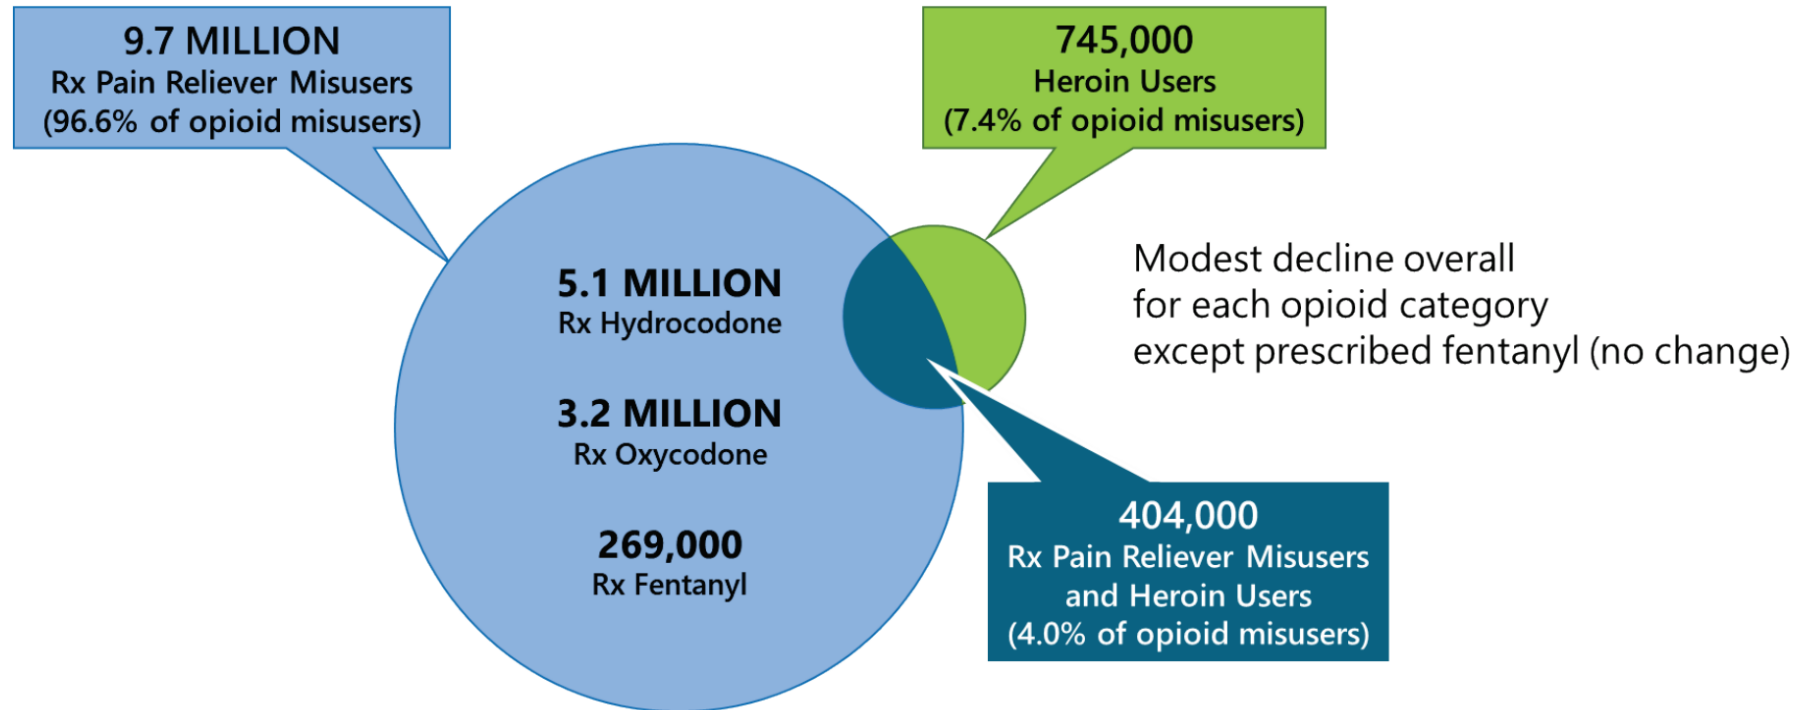 9.7 MILLION
Rx Pain Reliever Misusers
(96.6% of opioid misusers)
745,000
Heroin Users
(7.4% of opioid misusers)
5.1 MILLION
Rx Hydrocodone
3.2 MILLION
Rx Oxycodone
269,000
Rx Fentanyl
Modest decline overall
for each opioid category
except prescribed fentanyl (no change)
404,000
Rx Pain Reliever Misusers
and Heroin Users
(4.0% of opioid misusers)